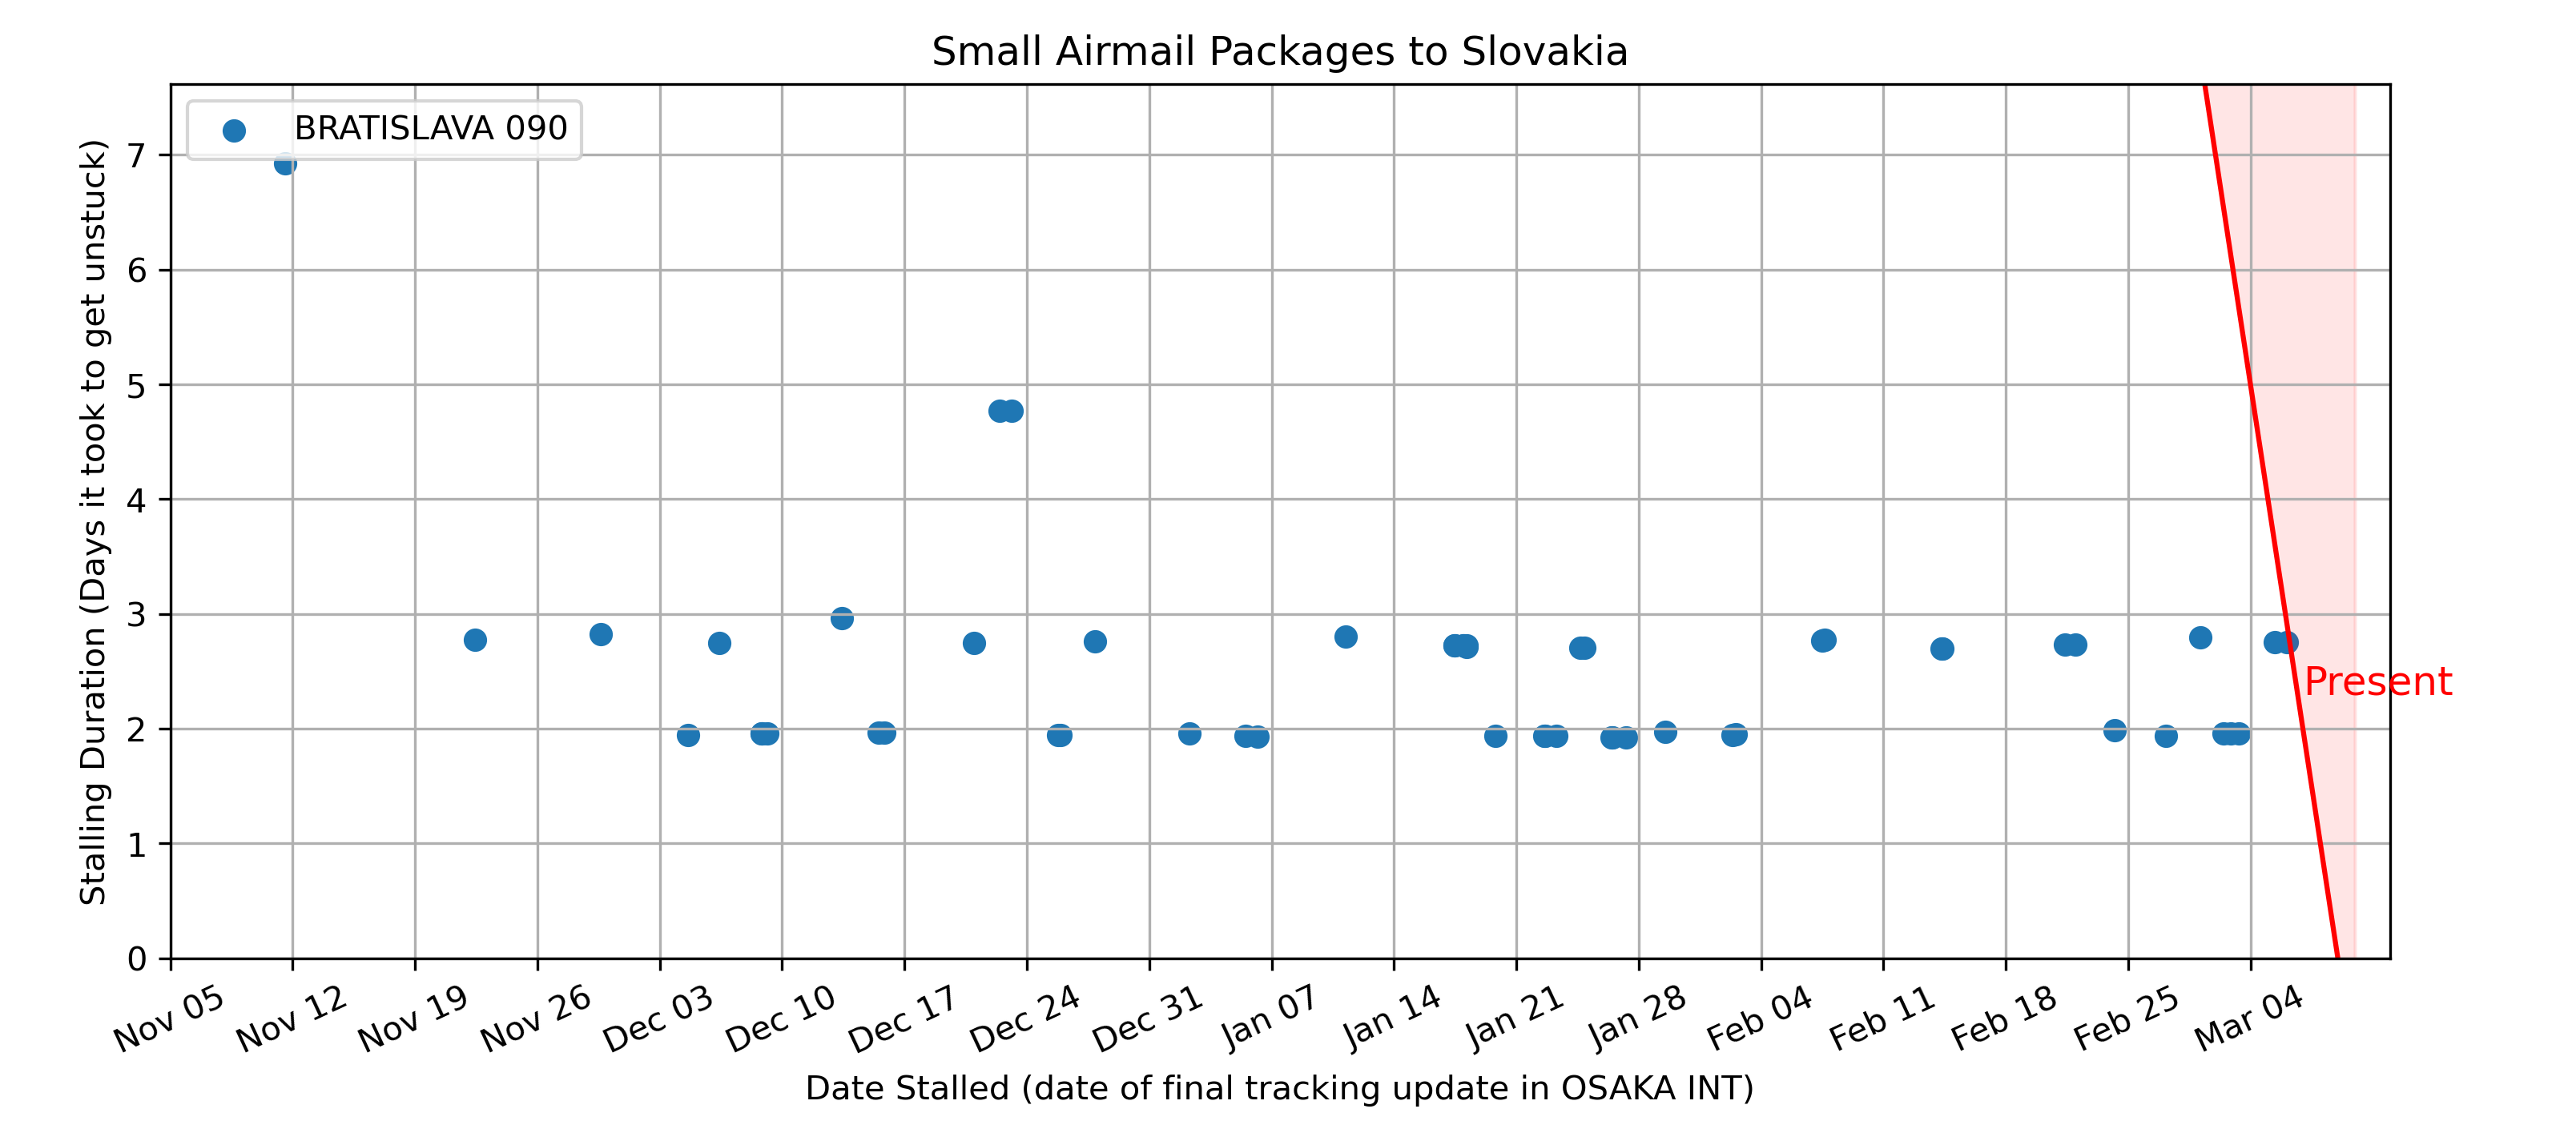 Small Airmail Packages to Slovakia
BRATISLAVA 090
Stalling Duration (Days it took to get unstuck)
7
6
5
4
3
2
1
0
Present
Nov 05
Nov 12
Nov 19
Nov 26
Dec 03
Dec 10
Dec 17
Dec 24
Dec 31
Jan 07
Jan 14
Jan 21
Jan 28
Feb 04
Feb 11
Feb 18
Feb 25
Mar 04
Date Stalled (date of final tracking update in OSAKA INT)